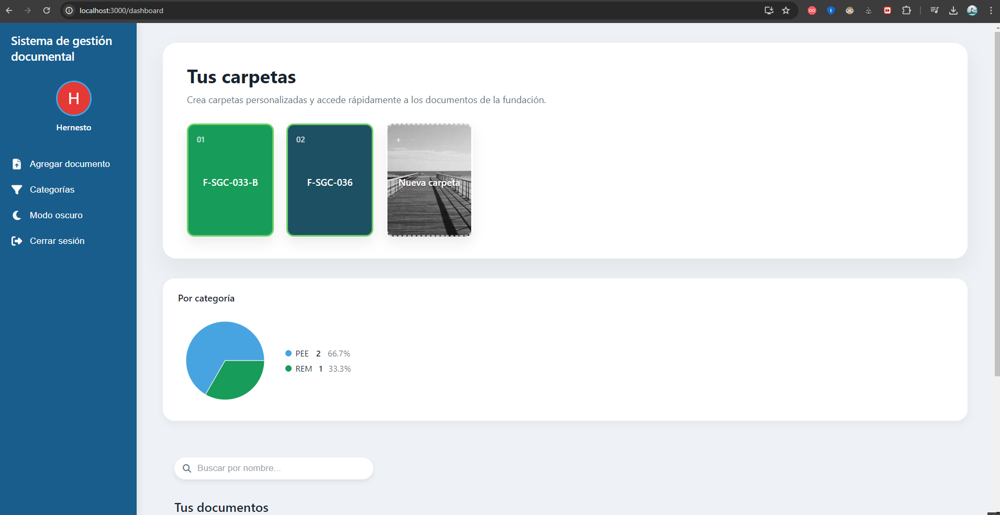 localhost:3000/dashboard
Sistema de gestión
documental
H
Hernesto
Agregar documento
Categorías
Modo oscuro
Cerrar sesión
Tus carpetas
Crea carpetas personalizadas y accede rápidamente a los documentos de la fundación.
01
F-SGC-033-B
02
F-SGC-036
+
Nueva carpeta
Por categoría
PEE 2 66.7%
REM 1 33.3%
Buscar por nombre...
Tus documentos